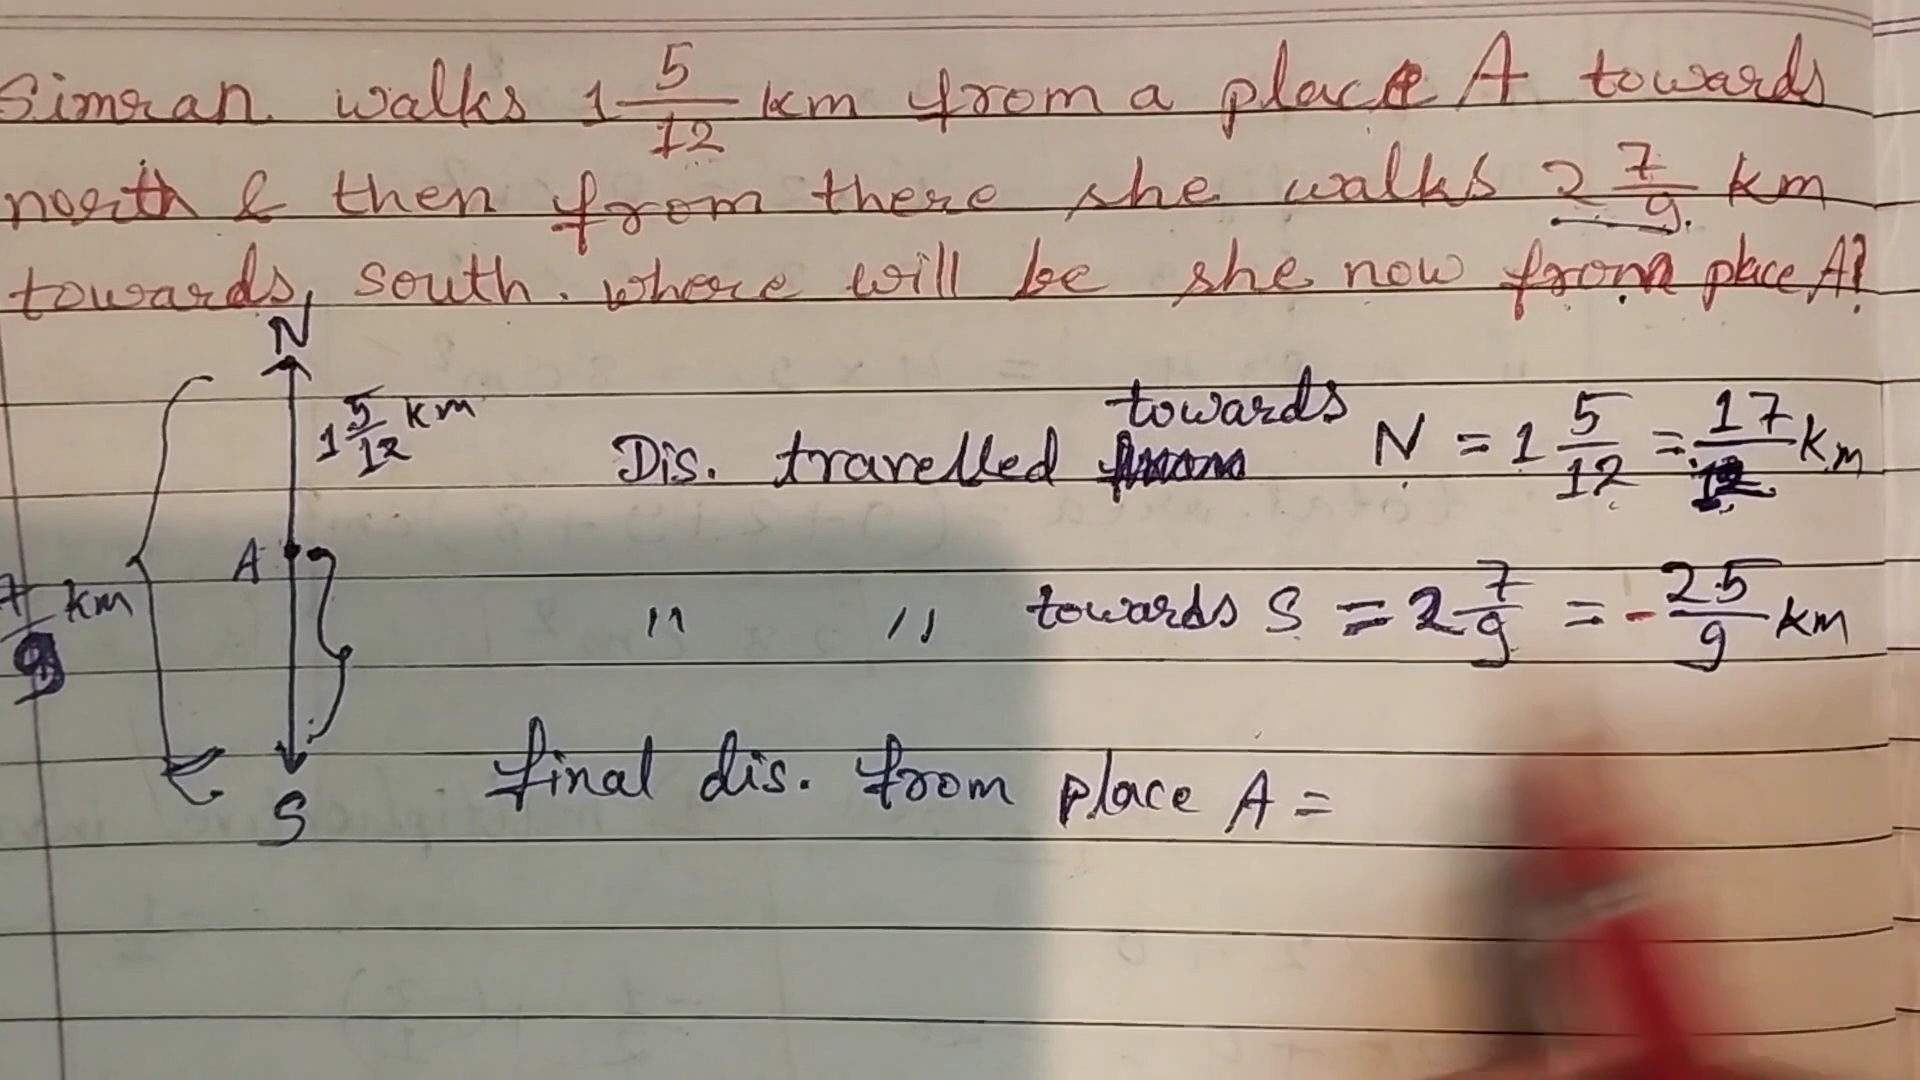 Simran walks 1 5/12 km from a place A towards
north & then from there she walks 2 7/9 km
towards south. where will be she now from place A?
N
1 5/12 km
towards
Dis. travelled N = 1 5/12 = 17/12 km
A
7/9 km
" " towards S = 2 7/9 = -25/9 km
final dis. from place A =
S